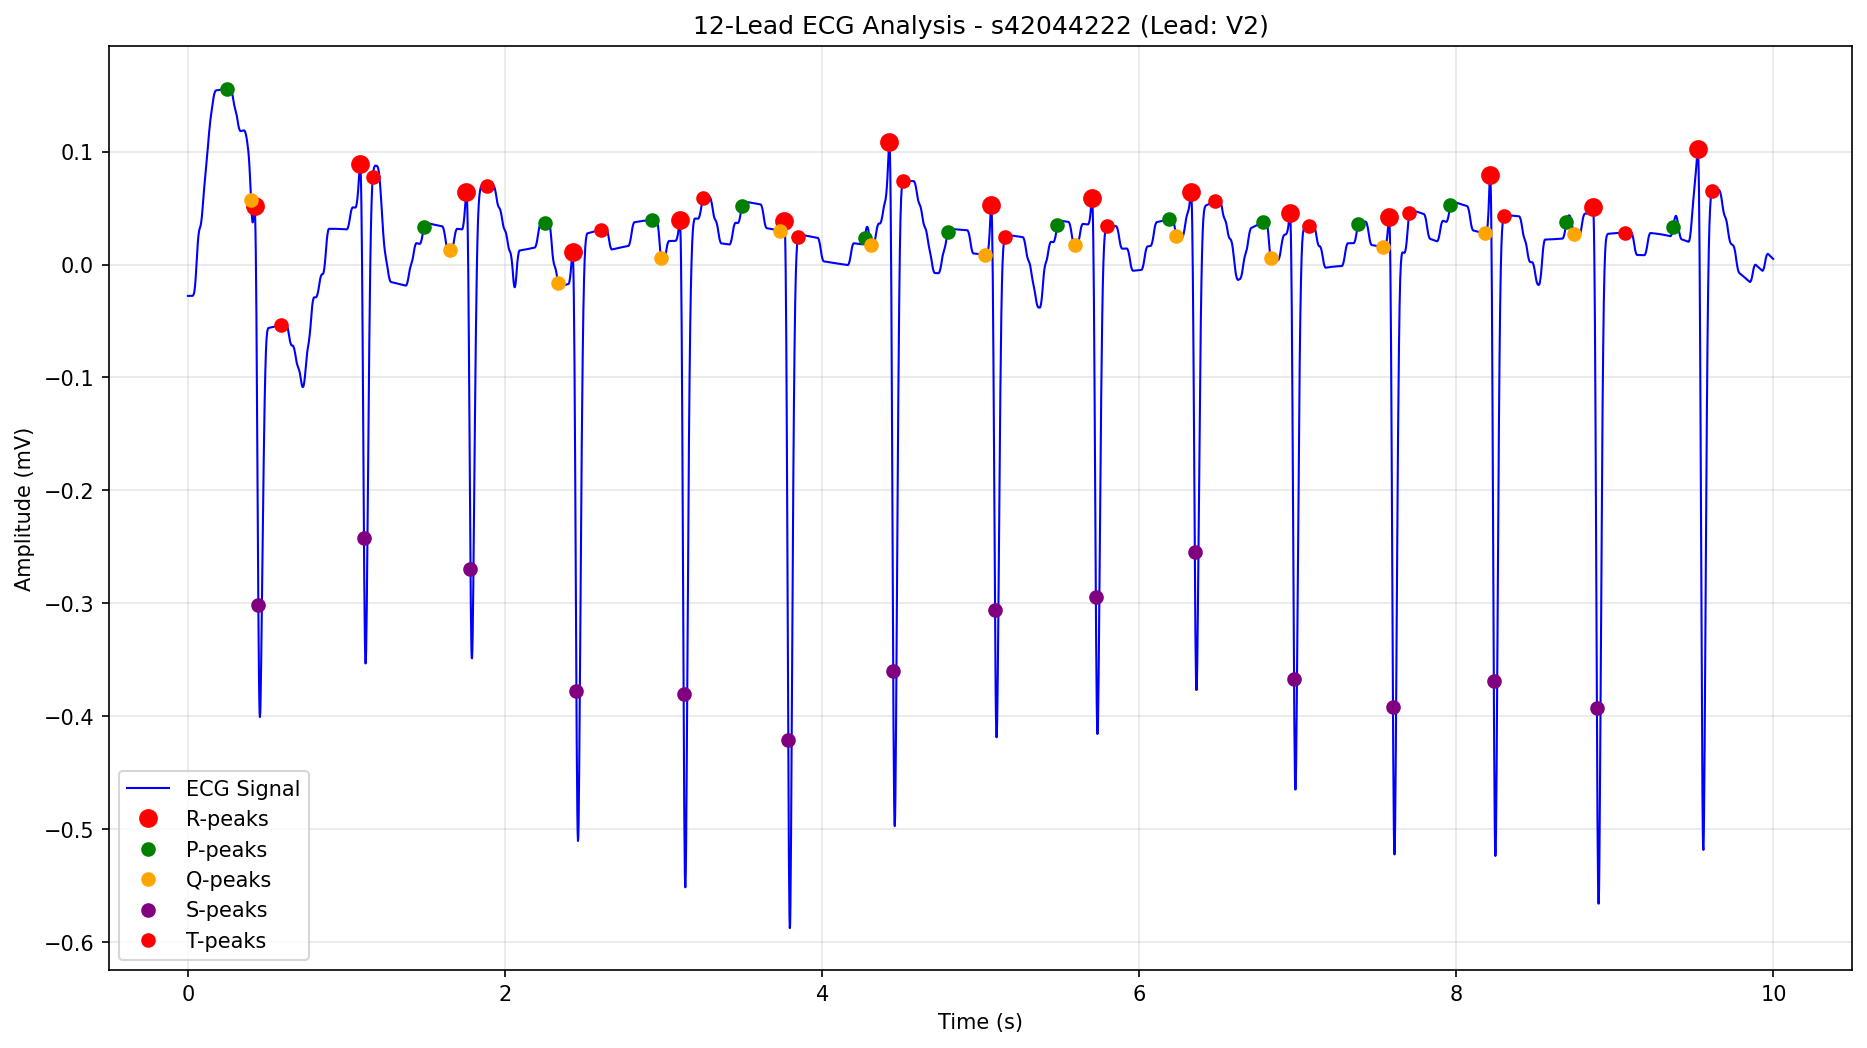 12-Lead ECG Analysis - s42044222 (Lead: V2)
Amplitude (mV)
0.1
0.0
−0.1
−0.2
−0.3
−0.4
−0.5
−0.6
ECG Signal
R-peaks
P-peaks
Q-peaks
S-peaks
T-peaks
0 2 4 6 8 10
Time (s)